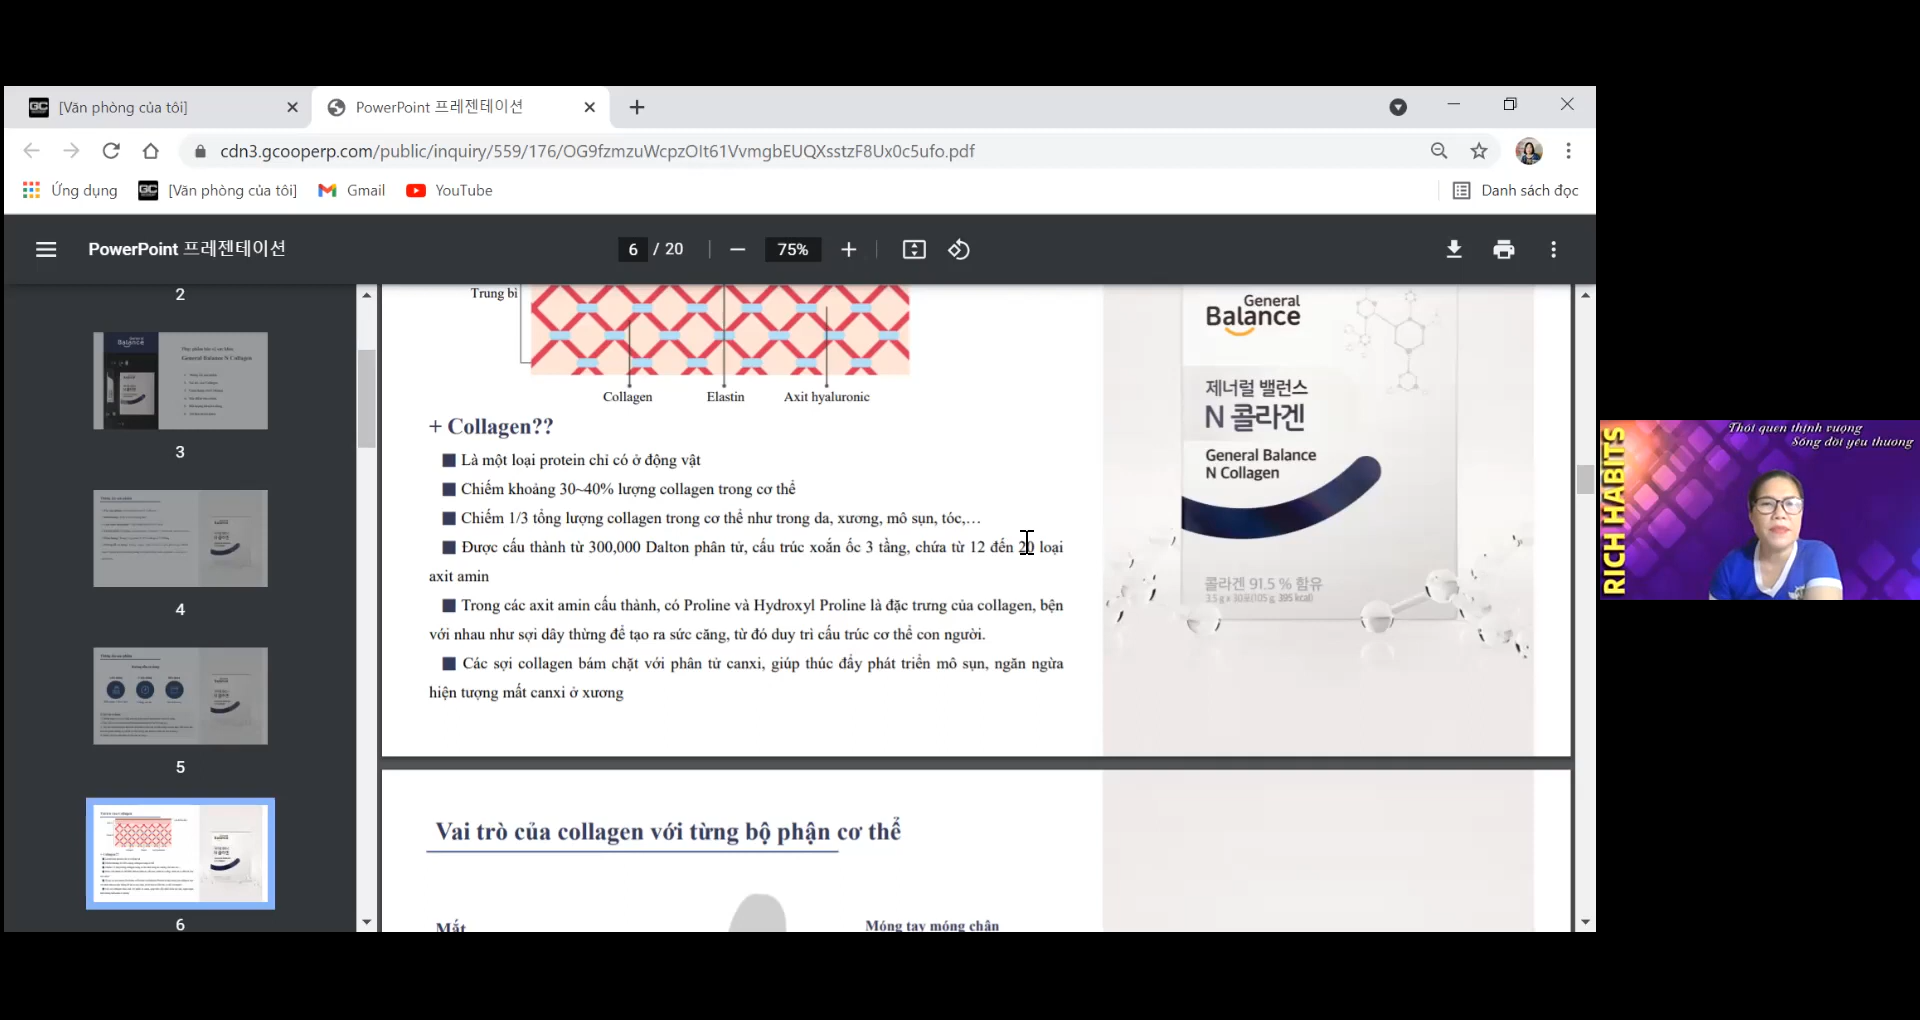 [Văn phòng của tôi]
PowerPoint 프레젠테이션
cdn3.gcooperp.com/public/inquiry/559/176/OG9fzmzuWcpzOIt61VvmgbEUQXsstzF8Ux0c5ufo.pdf
Ứng dụng
GC
[Văn phòng của tôi]
Gmail
YouTube
Danh sách đọc
PowerPoint 프레젠테이션
6 / 20
75%
2
3
4
5
6
Trung bì
Collagen
Elastin
Axit hyaluronic
+ Collagen??
Là một loại protein chỉ có ở động vật
Chiếm khoảng 30~40% lượng collagen trong cơ thể
Chiếm 1/3 tổng lượng collagen trong cơ thể như trong da, xương, mô sụn, tóc,…
Được cấu thành từ 300,000 Dalton phân tử, cấu trúc xoắn ốc 3 tầng, chứa từ 12 đến 20 loại
axit amin
Trong các axit amin cấu thành, có Proline và Hydroxyl Proline là đặc trưng của collagen, bện
với nhau như sợi dây thừng để tạo ra sức căng, từ đó duy trì cấu trúc cơ thể con người.
Các sợi collagen bám chặt với phân tử canxi, giúp thúc đẩy phát triển mô sụn, ngăn ngừa
hiện tượng mất canxi ở xương
General
Balance
제너럴 밸런스
N 콜라겐
General Balance
N Collagen
콜라겐 91.5 % 함유
3.5 g x 30포(105 g, 395 kcal)
Vai trò của collagen với từng bộ phận cơ thể
Mắt
Móng tay móng chân
RICH HABITS
Thói quen thịnh vượng
Sống đời yêu thương